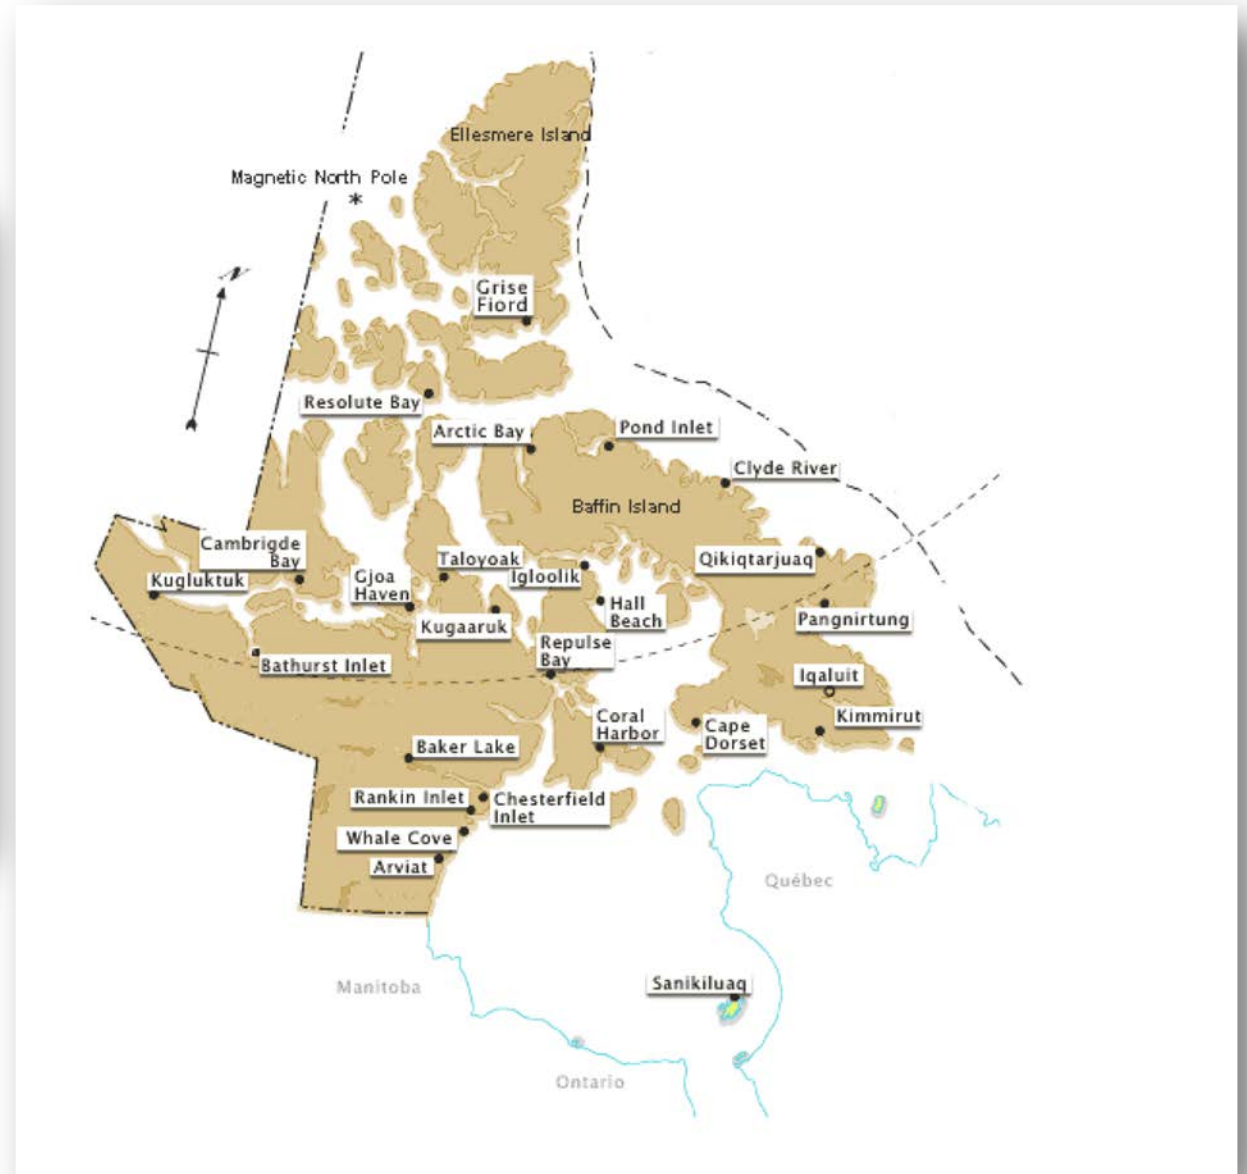 Ellesmere Island
Magnetic North Pole
*
N
Grise
Fiord
Resolute Bay
Arctic Bay
Pond Inlet
Clyde River
Baffin Island
Cambrigde
Bay
Taloyoak
Qikiqtarjuaq
Kugluktuk
Gjoa
Haven
Igloolik
Hall
Beach
Kugaaruk
Pangnirtung
Repulse
Bay
Bathurst Inlet
Iqaluit
Coral
Harbor
Cape
Dorset
Kimmirut
Baker Lake
Rankin Inlet
Chesterfield
Inlet
Whale Cove
Arviat
Québec
Manitoba
Sanikiluaq
Ontario